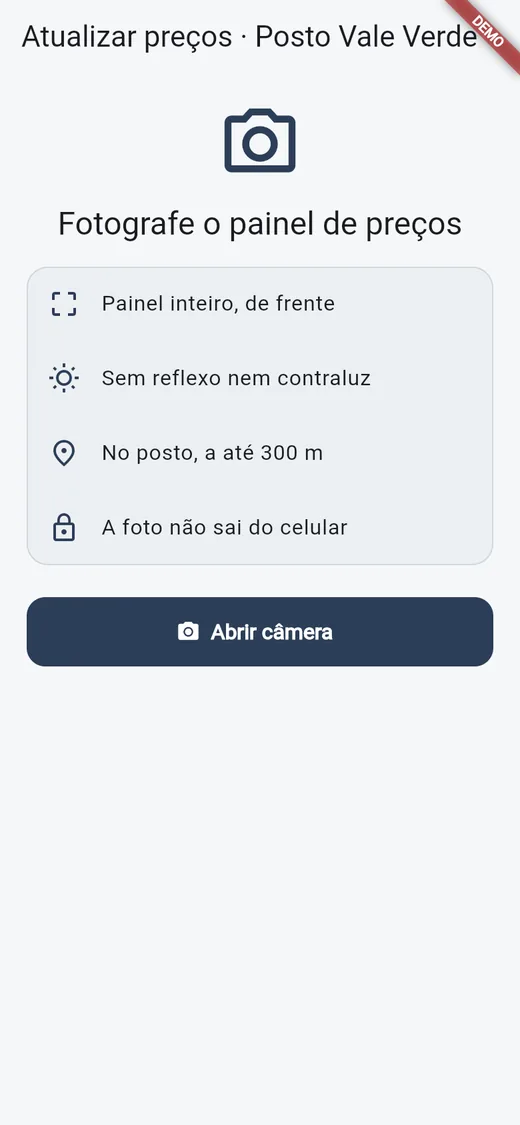 Atualizar preços · Posto Vale Verde
DEMO
Fotografe o painel de preços
Painel inteiro, de frente
Sem reflexo nem contraluz
No posto, a até 300 m
A foto não sai do celular
Abrir câmera